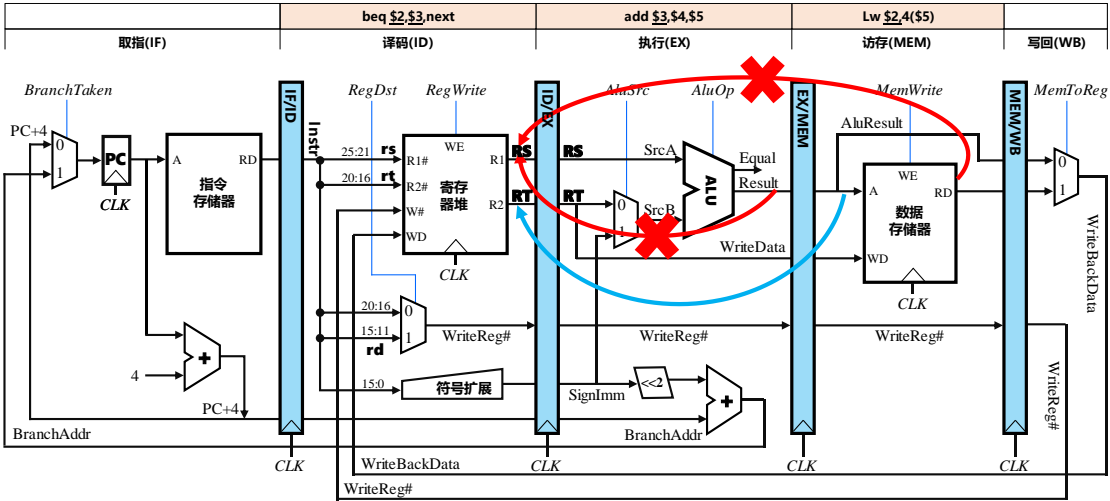 beq $2,$3,next
add $3,$4,$5
Lw $2,4($5)
取指(IF)
译码(ID)
执行(EX)
访存(MEM)
写回(WB)
BranchTaken
PC+4
0
1
PC
CLK
A
RD
指令
存储器
4
+
PC+4
BranchAddr
IF/ID
CLK
Instr
RegDst
RegWrite
25:21
rs
20:16
rt
R1#
R2#
W#
WD
WE
寄存
器堆
R1
R2
CLK
20:16
15:11
rd
0
1
WriteReg#
15:0
符号扩展
WriteBackData
WriteReg#
ID/EX
CLK
RS
RT
RS
RT
AluSrc
AluOp
SrcA
0
1
SrcB
ALU
Equal
Result
WriteData
WriteReg#
SignImm
<<2
+
BranchAddr
EX/MEM
CLK
MemWrite
AluResult
WE
A
RD
数据
存储器
WD
CLK
WriteReg#
MEM/WB
CLK
MemToReg
0
1
WriteBackData
WriteReg#